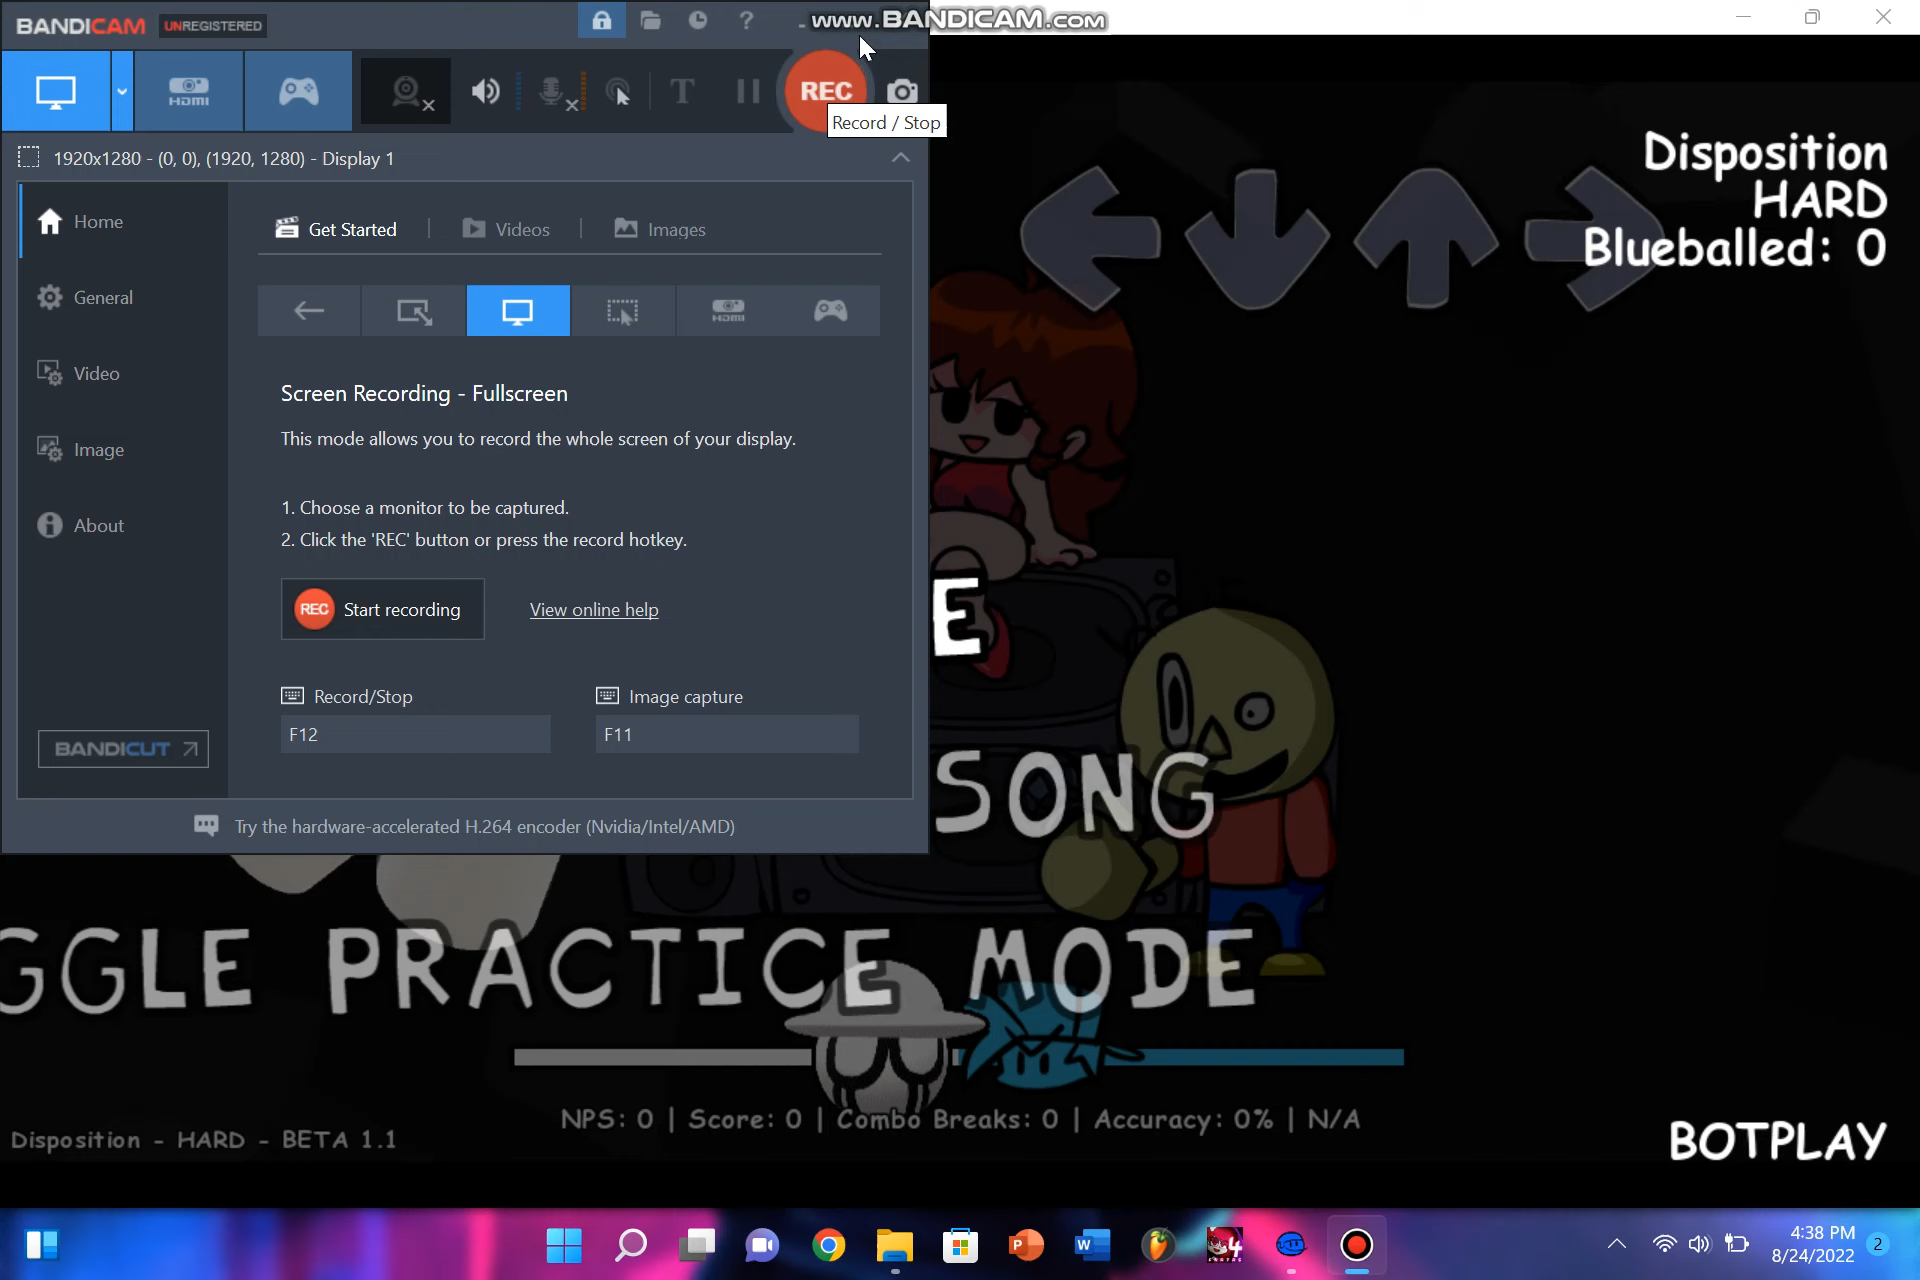 BANDICAM UNREGISTERED
www.BANDICAM.COM
HDMI
T
REC
Record / Stop
1920x1280 - (0, 0), (1920, 1280) - Display 1
Home
General
Video
Image
About
BANDICUT
Get Started
Videos
Images
HDMI
Screen Recording - Fullscreen
This mode allows you to record the whole screen of your display.
1. Choose a monitor to be captured.
2. Click the 'REC' button or press the record hotkey.
REC Start recording
View online help
Record/Stop
F12
Image capture
F11
Try the hardware-accelerated H.264 encoder (Nvidia/Intel/AMD)
Disposition
HARD
Blueballed: 0
E
SONG
GGLE PRACTICE MODE
NPS: 0 | Score: 0 | Combo Breaks: 0 | Accuracy: 0% | N/A
Disposition - HARD - BETA 1.1
BOTPLAY
P
W
4
4:38 PM
8/24/2022
2